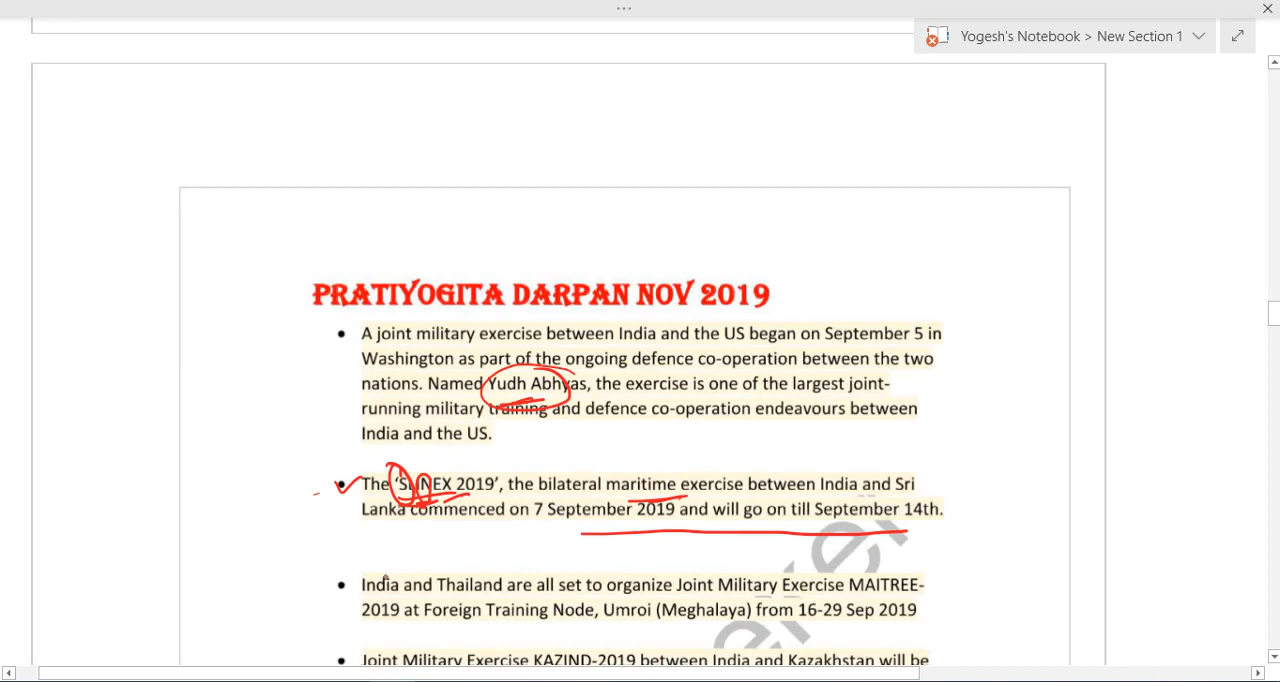 Yogesh's Notebook > New Section 1
PRATIYOGITA DARPAN NOV 2019
• A joint military exercise between India and the US began on September 5 in
Washington as part of the ongoing defence co-operation between the two
nations. Named Yudh Abhyas, the exercise is one of the largest joint-
running military training and defence co-operation endeavours between
India and the US.
• The 'SLINEX 2019', the bilateral maritime exercise between India and Sri
Lanka commenced on 7 September 2019 and will go on till September 14th.
• India and Thailand are all set to organize Joint Military Exercise MAITREE-
2019 at Foreign Training Node, Umroi (Meghalaya) from 16-29 Sep 2019
• Joint Military Exercise KAZIND-2019 between India and Kazakhstan will be